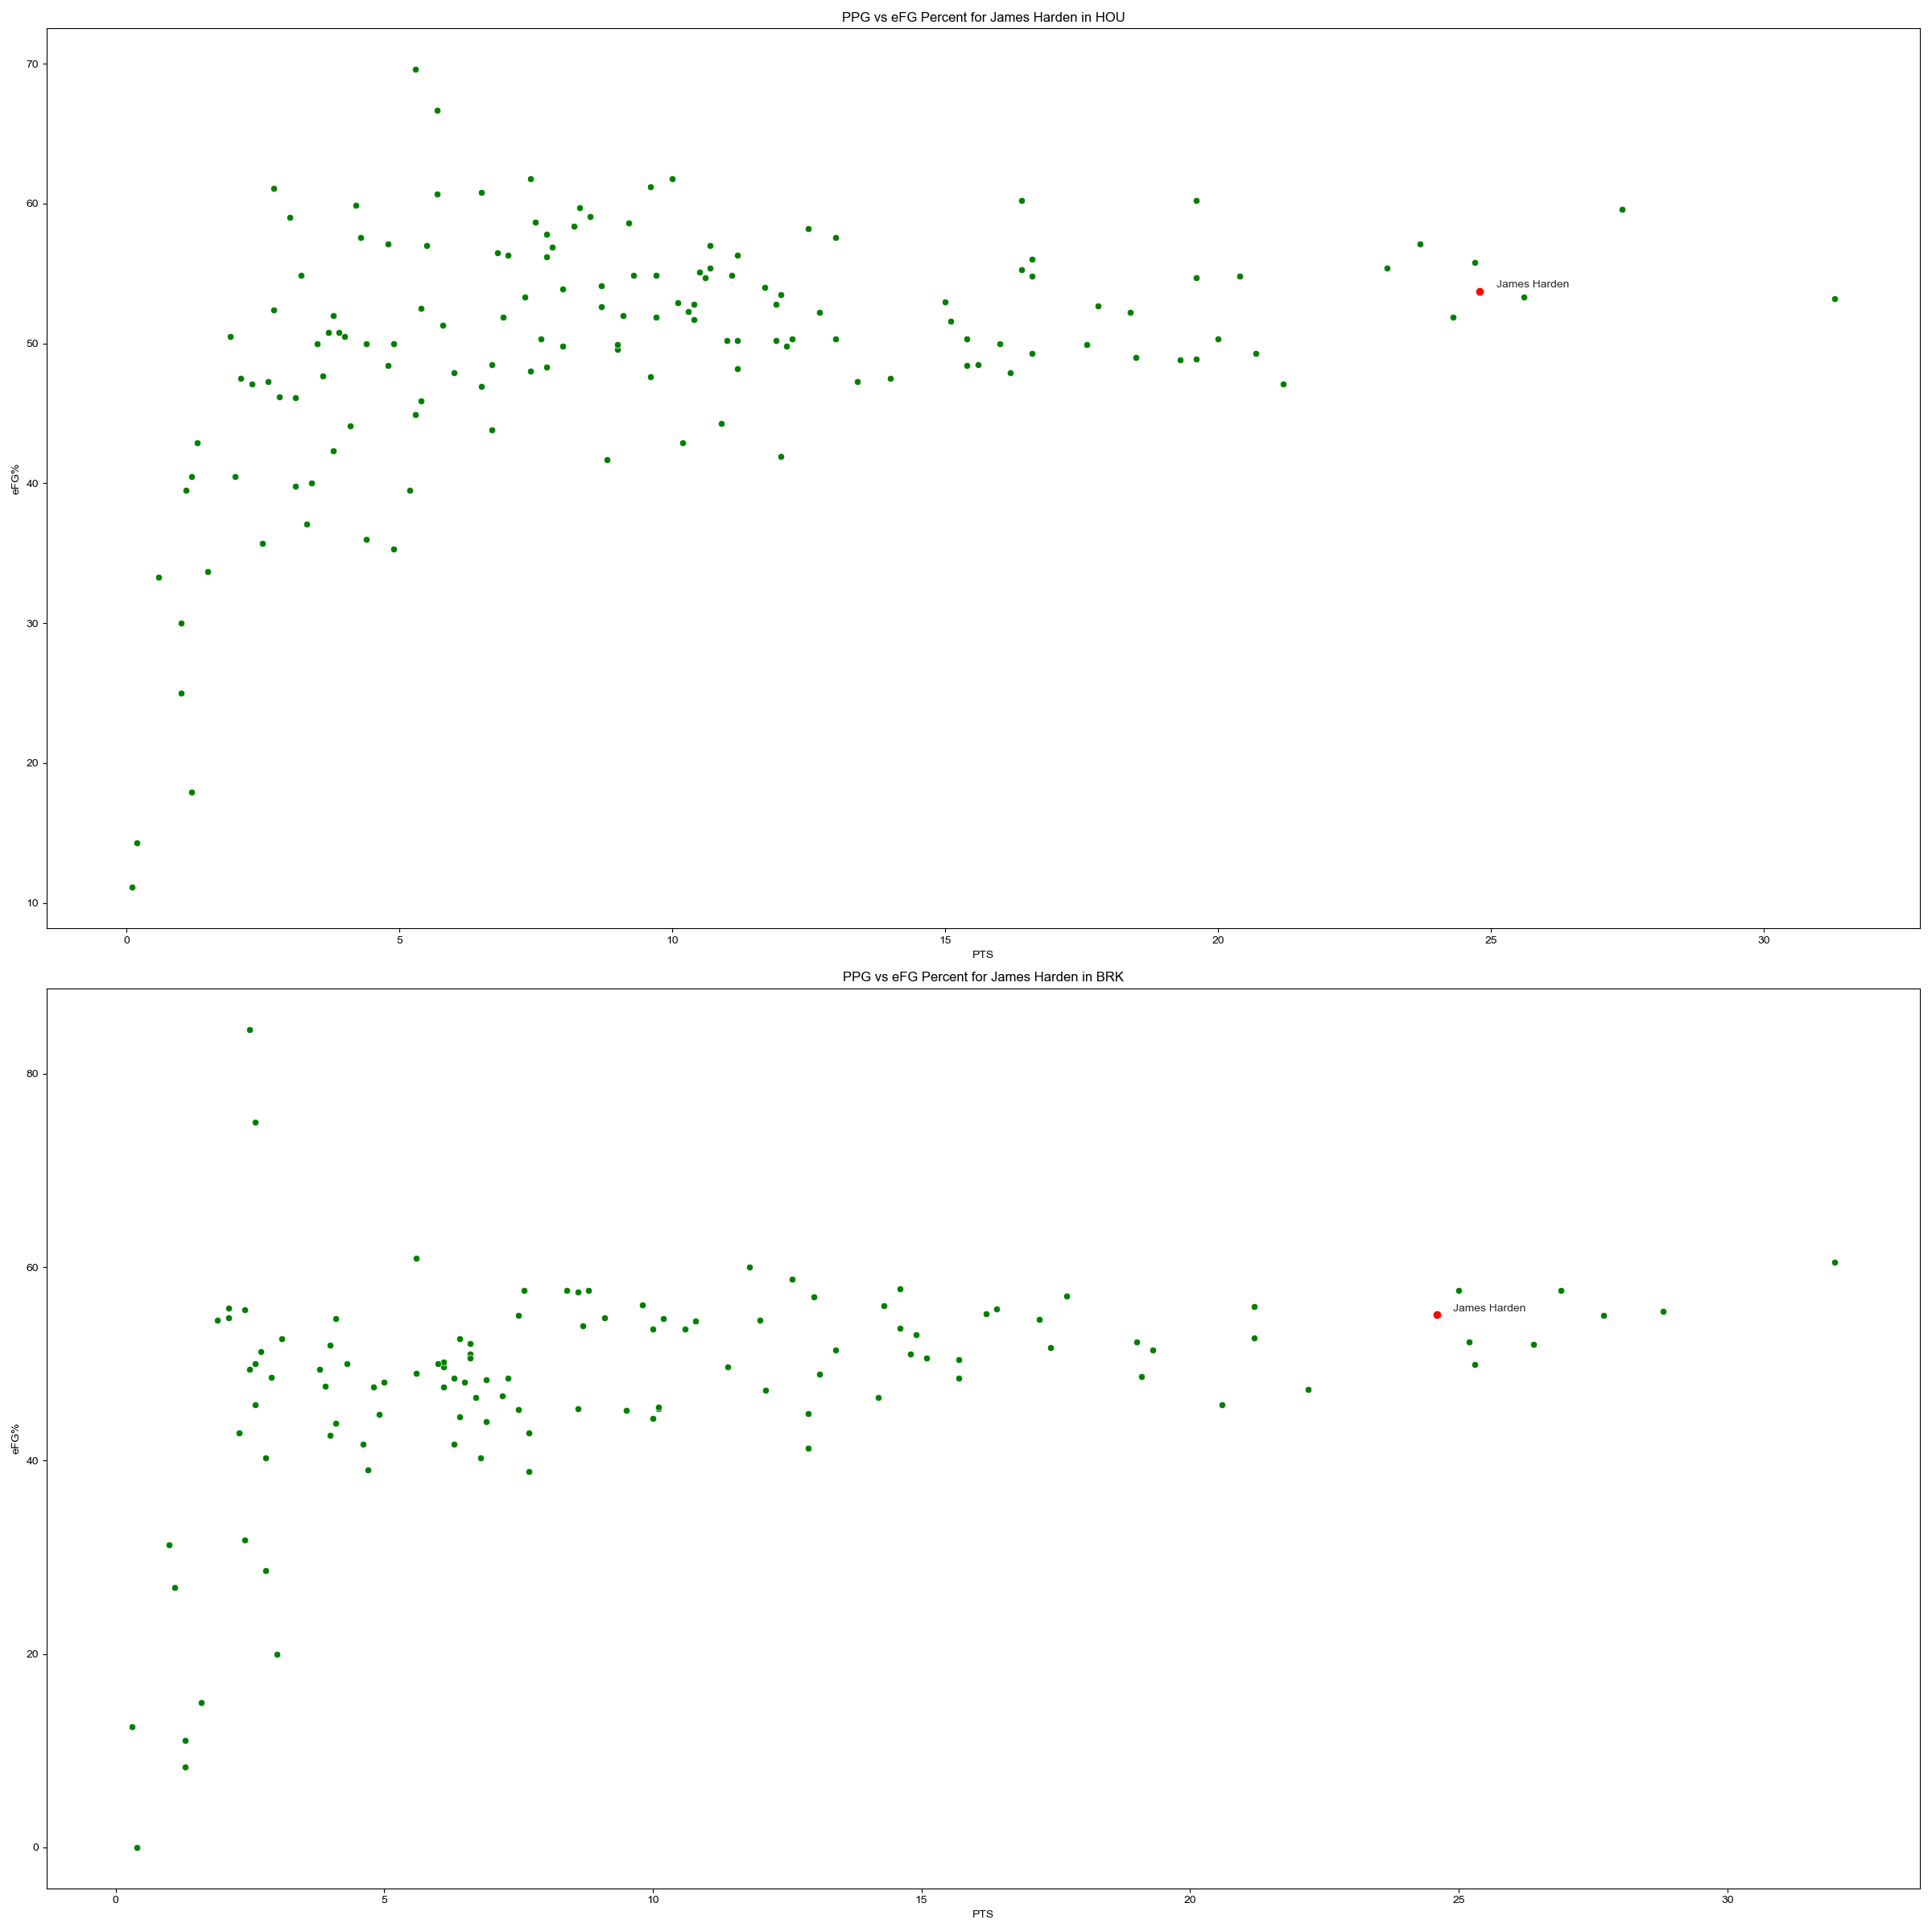 PPG vs eFG Percent for James Harden in HOU
70
60
50
40
30
20
10
eFG%
James Harden
0 5 10 15 20 25 30
PTS
PPG vs eFG Percent for James Harden in BRK
80
60
40
20
0
eFG%
James Harden
0 5 10 15 20 25 30
PTS